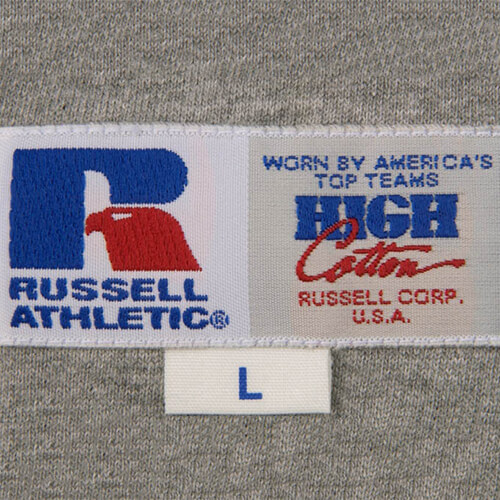 RUSSELL
ATHLETIC®
WORN BY AMERICA'S
TOP TEAMS
HIGH
Cotton
RUSSELL CORP.
U.S.A.
L